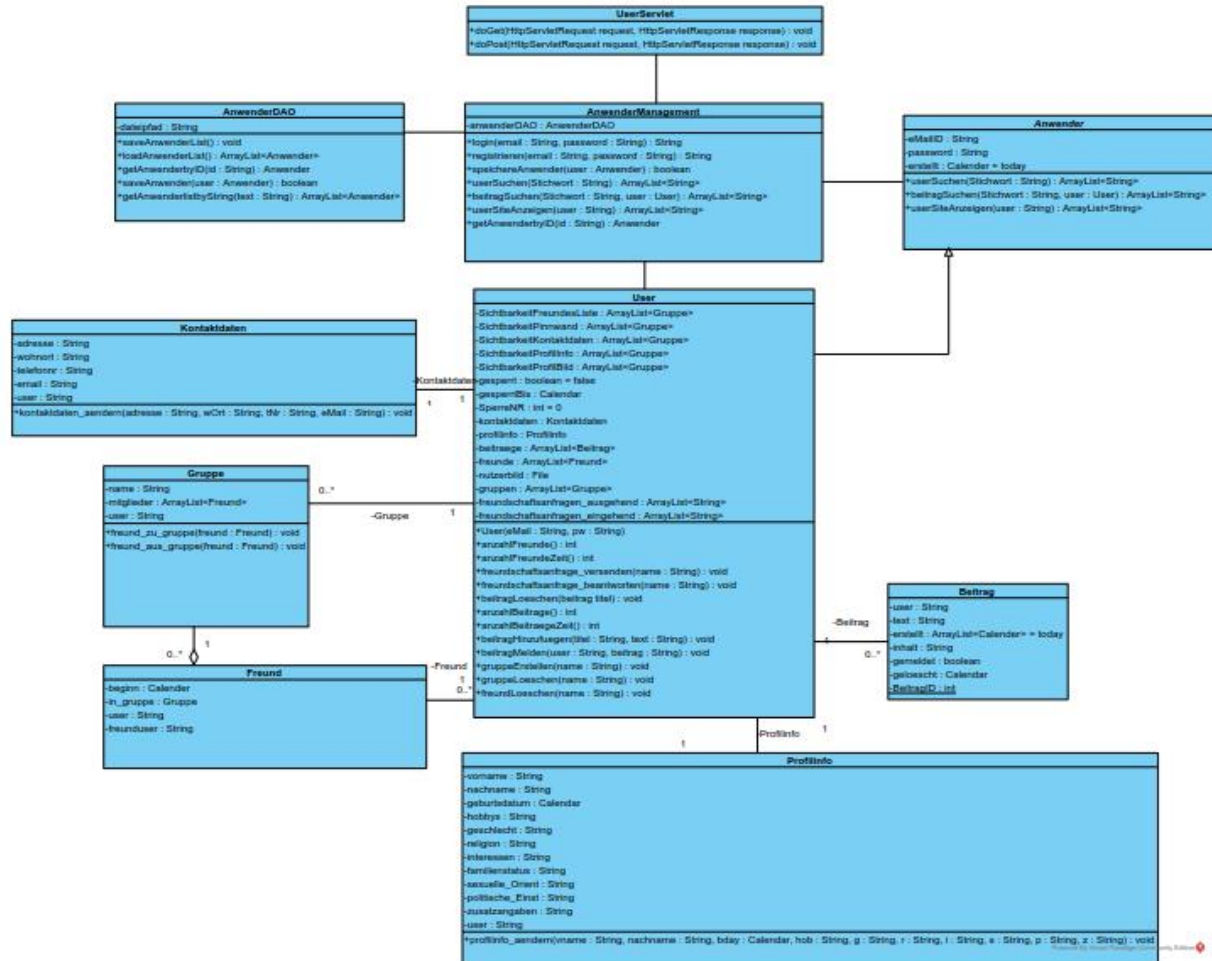 UserServlet
+doGet(HttpServletRequest request, HttpServletResponse response) : void
+doPost(HttpServletRequest request, HttpServletResponse response) : void
AnwenderDAO
-dateipfad : String
+saveAnwenderList() : void
+loadAnwenderList() : ArrayList<Anwender>
+getAnwenderbyID(id : String) : Anwender
+saveAnwender(user : Anwender) : boolean
+getAnwenderlistbyString(text : String) : ArrayList<Anwender>
AnwenderManagement
-anwenderDAO : AnwenderDAO
+login(email : String, password : String) : String
+registrieren(email : String, password : String) : String
+speichereAnwender(user : Anwender) : boolean
+userSuchen(Stichwort : String) : ArrayList<String>
+beitragSuchen(Stichwort : String, user : User) : ArrayList<String>
+userSiteAnzeigen(user : String) : ArrayList<String>
+getAnwenderbyID(id : String) : Anwender
Anwender
-eMailID : String
-password : String
-erstellt : Calender = today
+userSuchen(Stichwort : String) : ArrayList<String>
+beitragSuchen(Stichwort : String, user : User) : ArrayList<String>
+userSiteAnzeigen(user : String) : ArrayList<String>
User
-SichtbarkeitFreundesListe : ArrayList<Gruppe>
-SichtbarkeitPinnwand : ArrayList<Gruppe>
-SichtbarkeitKontaktdaten : ArrayList<Gruppe>
-SichtbarkeitProfilInfo : ArrayList<Gruppe>
-SichtbarkeitProfilBild : ArrayList<Gruppe>
-gesperrt : boolean = false
-gesperrtBis : Calendar
-SperreNR : int = 0
-kontaktdaten : Kontaktdaten
-profilinfo : ProfilInfo
-beitraege : ArrayList<Beitrag>
-freunde : ArrayList<Freund>
-nutzerbild : File
-gruppen : ArrayList<Gruppe>
-freundschaftsanfragen_ausgehend : ArrayList<String>
-freundschaftsanfragen_eingehend : ArrayList<String>
+User(eMail : String, pw : String)
+anzahlFreunde() : int
+anzahlFreundeZeit() : int
+freundschaftsanfrage_versenden(name : String) : void
+freundschaftsanfrage_beantworten(name : String) : void
+beitragLoeschen(beitrag titel) : void
+anzahlBeitrage() : int
+anzahlBeitraegeZeit() : int
+beitragHinzufuegen(titel : String, text : String) : void
+beitragMelden(user : String, beitrag : String) : void
+gruppeErstellen(name : String) : void
+gruppeLoeschen(name : String) : void
+freundLoeschen(name : String) : void
Kontaktdaten
-adresse : String
-wohnort : String
-telefonnr : String
-email : String
-user : String
+kontaktdaten_aendern(adresse : String, wOrt : String, tNr : String, eMail : String) : void
-Kontaktdaten
1
1
Gruppe
-name : String
-mitglieder : ArrayList<Freund>
-user : String
+freund_zu_gruppe(freund : Freund) : void
+freund_aus_gruppe(freund : Freund) : void
0..*
-Gruppe
1
1
0..*
Freund
-beginn : Calender
-in_gruppe : Gruppe
-user : String
-freunduser : String
-Freund
1
0..*
Beitrag
-user : String
-text : String
-erstellt : ArrayList<Calender> = today
-inhalt : String
-gemeldet : boolean
-geloescht : Calendar
-BeitragID : int
-Beitrag
1
0..*
-ProfilInfo
1
1
ProfilInfo
-vorname : String
-nachname : String
-geburtsdatum : Calendar
-hobbys : String
-geschlecht : String
-religion : String
-interessen : String
-familienstatus : String
-sexuelle_Orient : String
-politische_Einst : String
-zusatzangaben : String
-user : String
+profilinfo_aendern(vname : String, nachname : String, bday : Calendar, hob : String, g : String, r : String, i : String, s : String, p : String, z : String) : void
Powered By Visual Paradigm Community Edition